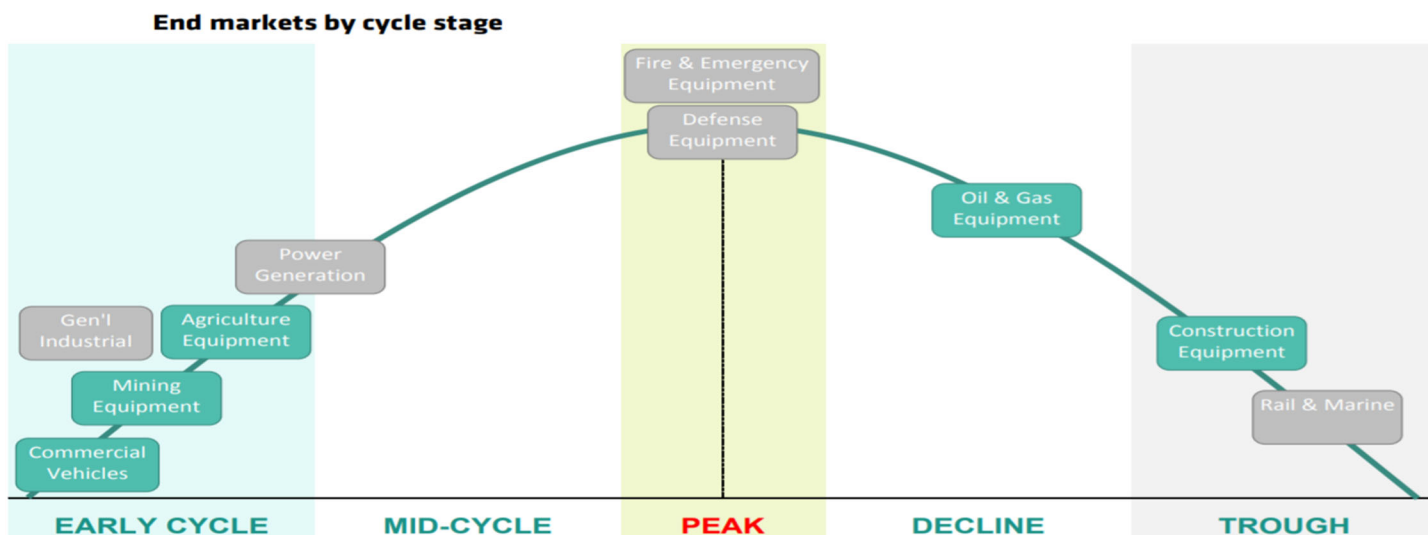 End markets by cycle stage
Fire & Emergency
Equipment
Defense
Equipment
Oil & Gas
Equipment
Power
Generation
Gen'l
Industrial
Agriculture
Equipment
Construction
Equipment
Mining
Equipment
Rail & Marine
Commercial
Vehicles
EARLY CYCLE
MID-CYCLE
PEAK
DECLINE
TROUGH